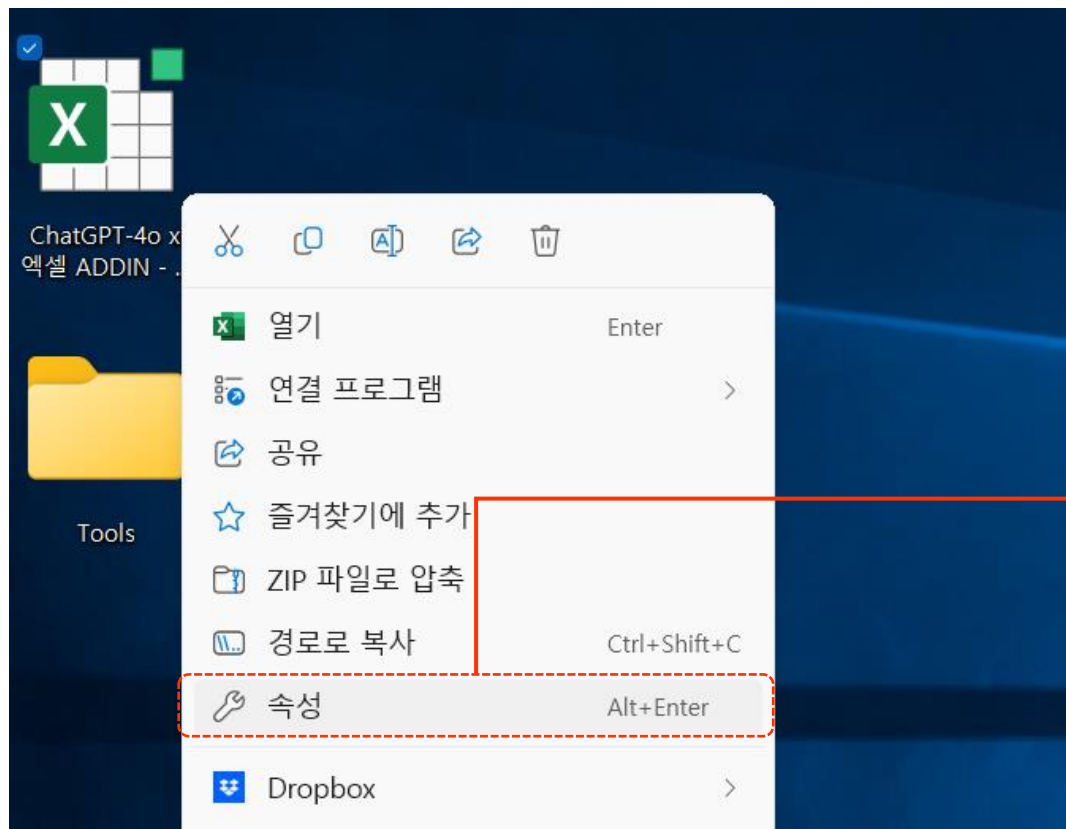 X
ChatGPT-4o x
엑셀 ADDIN - ..
열기 Enter
연결 프로그램
공유
즐겨찾기에 추가
ZIP 파일로 압축
경로로 복사 Ctrl+Shift+C
속성 Alt+Enter
Tools
Dropbox